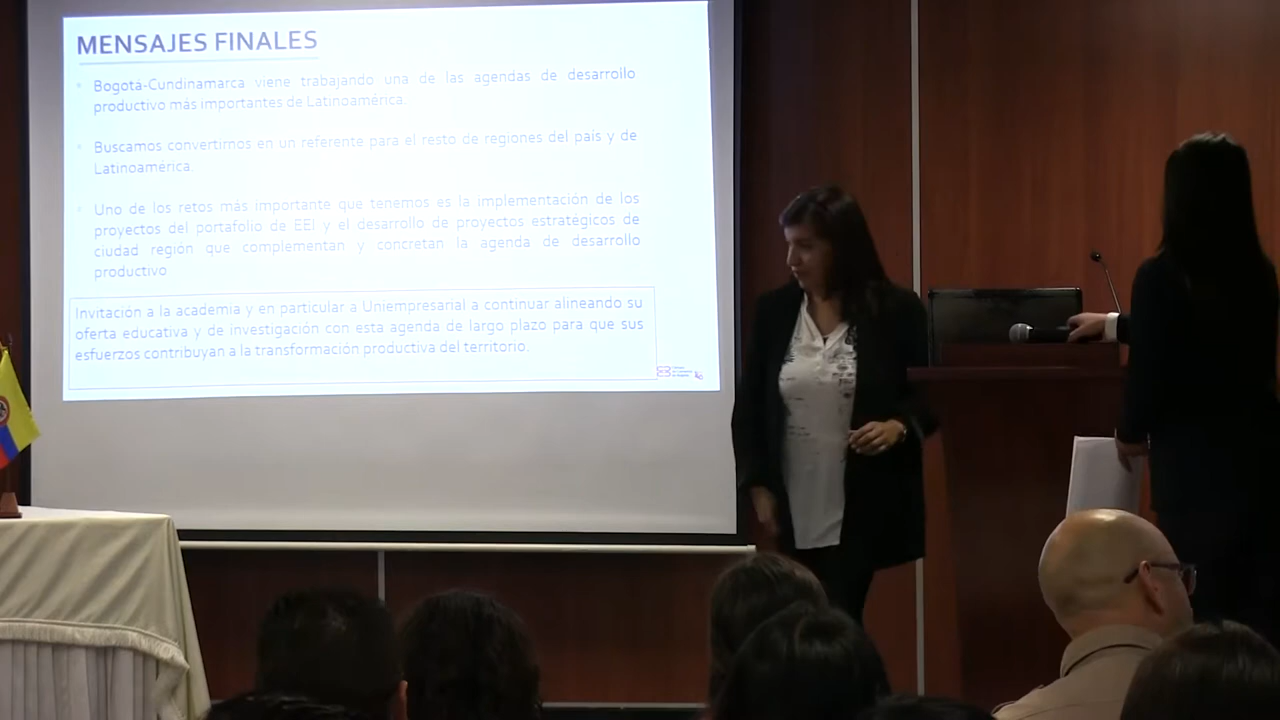 MENSAJES FINALES
Bogotá-Cundinamarca viene trabajando una de las agendas de desarrollo
productivo más importantes de Latinoamérica.
Buscamos convertirnos en un referente para el resto de regiones del país y de
Latinoamérica.
Uno de los retos más importante que tenemos es la implementación de los
proyectos del portafolio de EEI y el desarrollo de proyectos estratégicos de
ciudad región que complementan y concretan la agenda de desarrollo
productivo
Invitación a la academia y en particular a Uniempresarial a continuar alineando su
oferta educativa y de investigación con esta agenda de largo plazo para que sus
esfuerzos contribuyan a la transformación productiva del territorio.